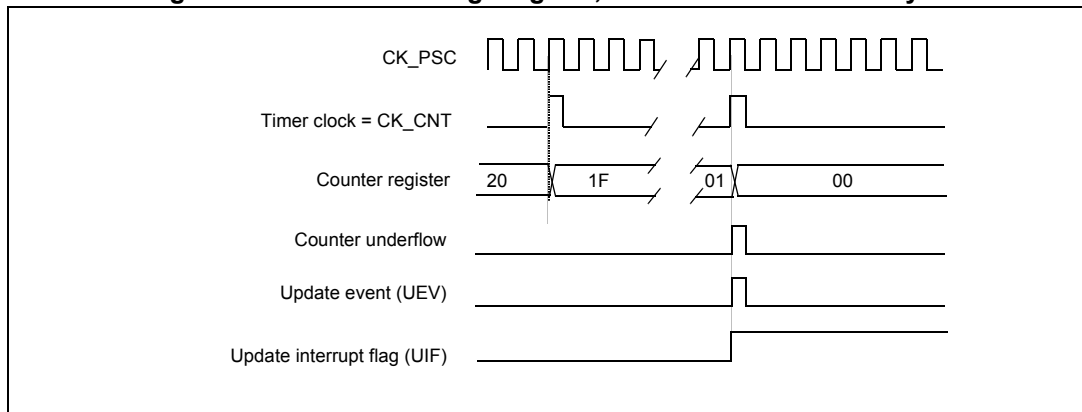 CK_PSC
Timer clock = CK_CNT
Counter register 20 1F 01 00
Counter underflow
Update event (UEV)
Update interrupt flag (UIF)